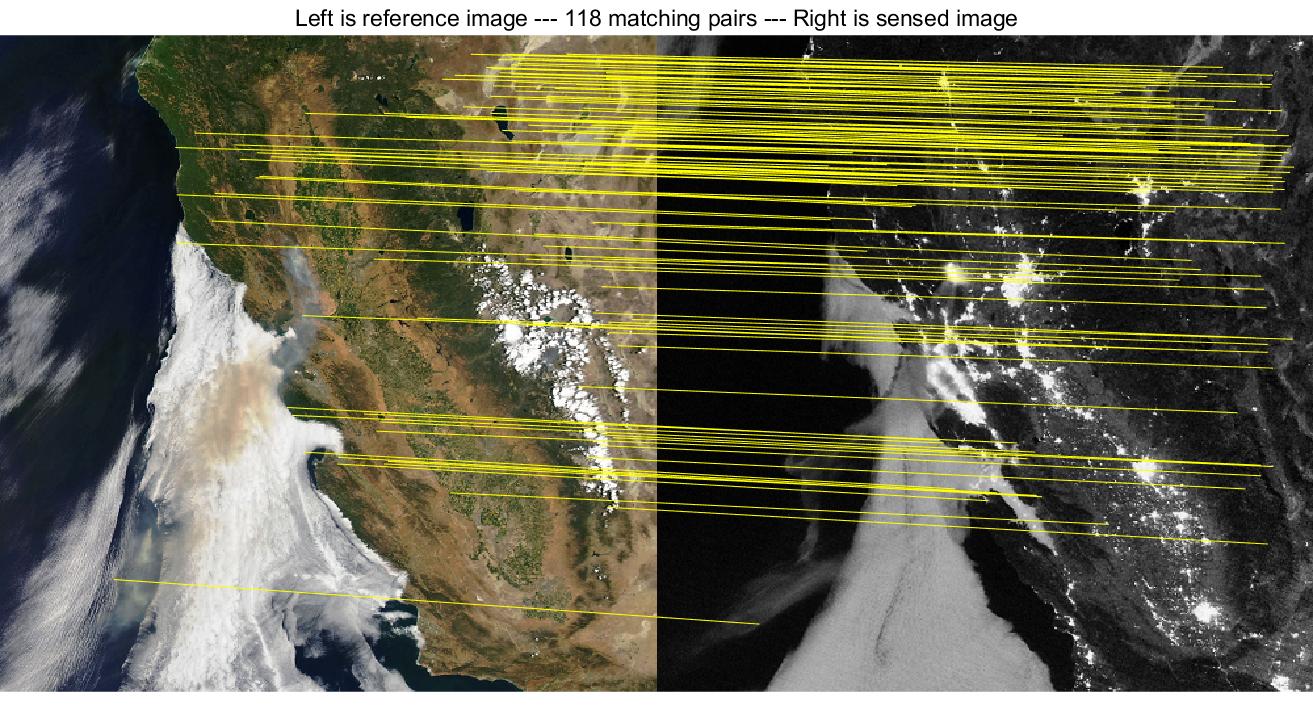 Left is reference image --- 118 matching pairs --- Right is sensed image